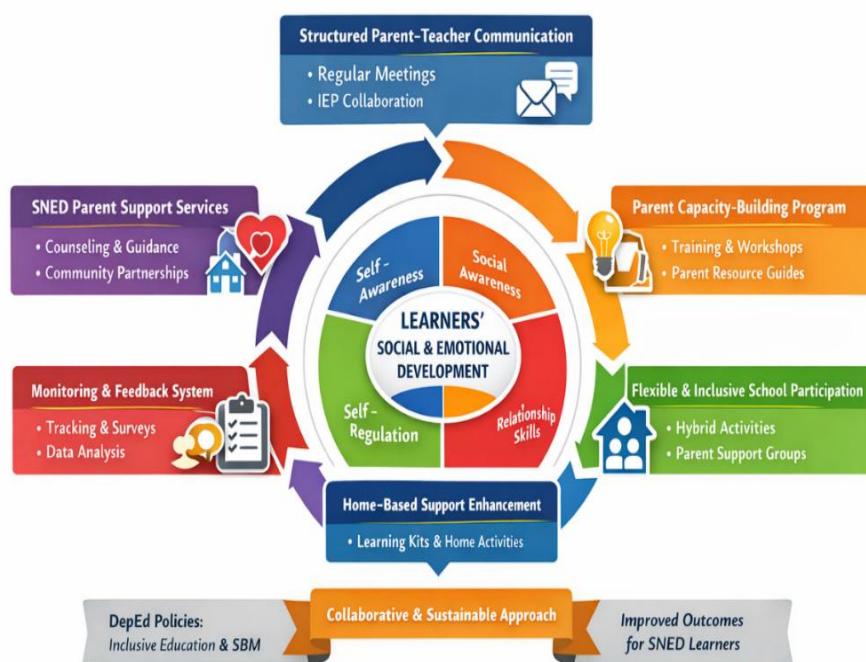 Structured Parent-Teacher Communication
• Regular Meetings
• IEP Collaboration
SNED Parent Support Services
• Counseling & Guidance
• Community Partnerships
Parent Capacity-Building Program
• Training & Workshops
• Parent Resource Guides
Self-
Awareness
Social
Awareness
LEARNERS'
SOCIAL & EMOTIONAL
DEVELOPMENT
Self-
Regulation
Relationship
Skills
Monitoring & Feedback System
• Tracking & Surveys
• Data Analysis
Flexible & Inclusive School Participation
• Hybrid Activities
• Parent Support Groups
Home-Based Support Enhancement
• Learning Kits & Home Activities
DepEd Policies:
Inclusive Education & SBM
Collaborative & Sustainable Approach
Improved Outcomes
for SNED Learners